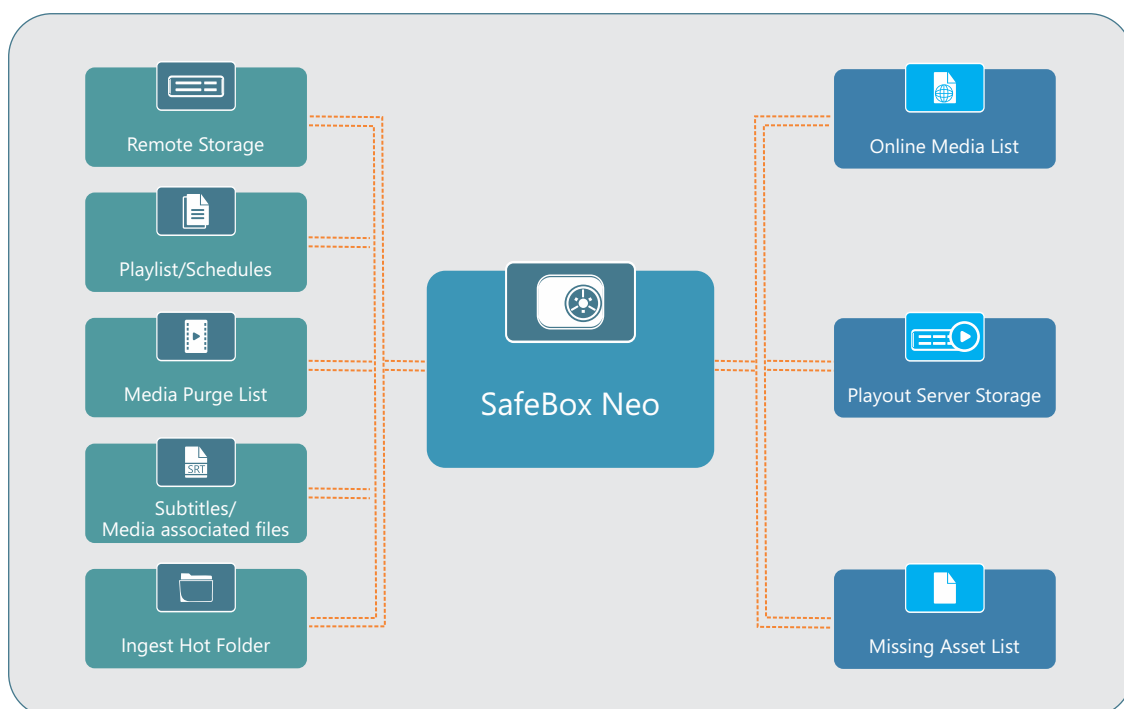 Remote Storage
Playlist/Schedules
Media Purge List
SRT
Subtitles/
Media associated files
Ingest Hot Folder
SafeBox Neo
Online Media List
Playout Server Storage
Missing Asset List